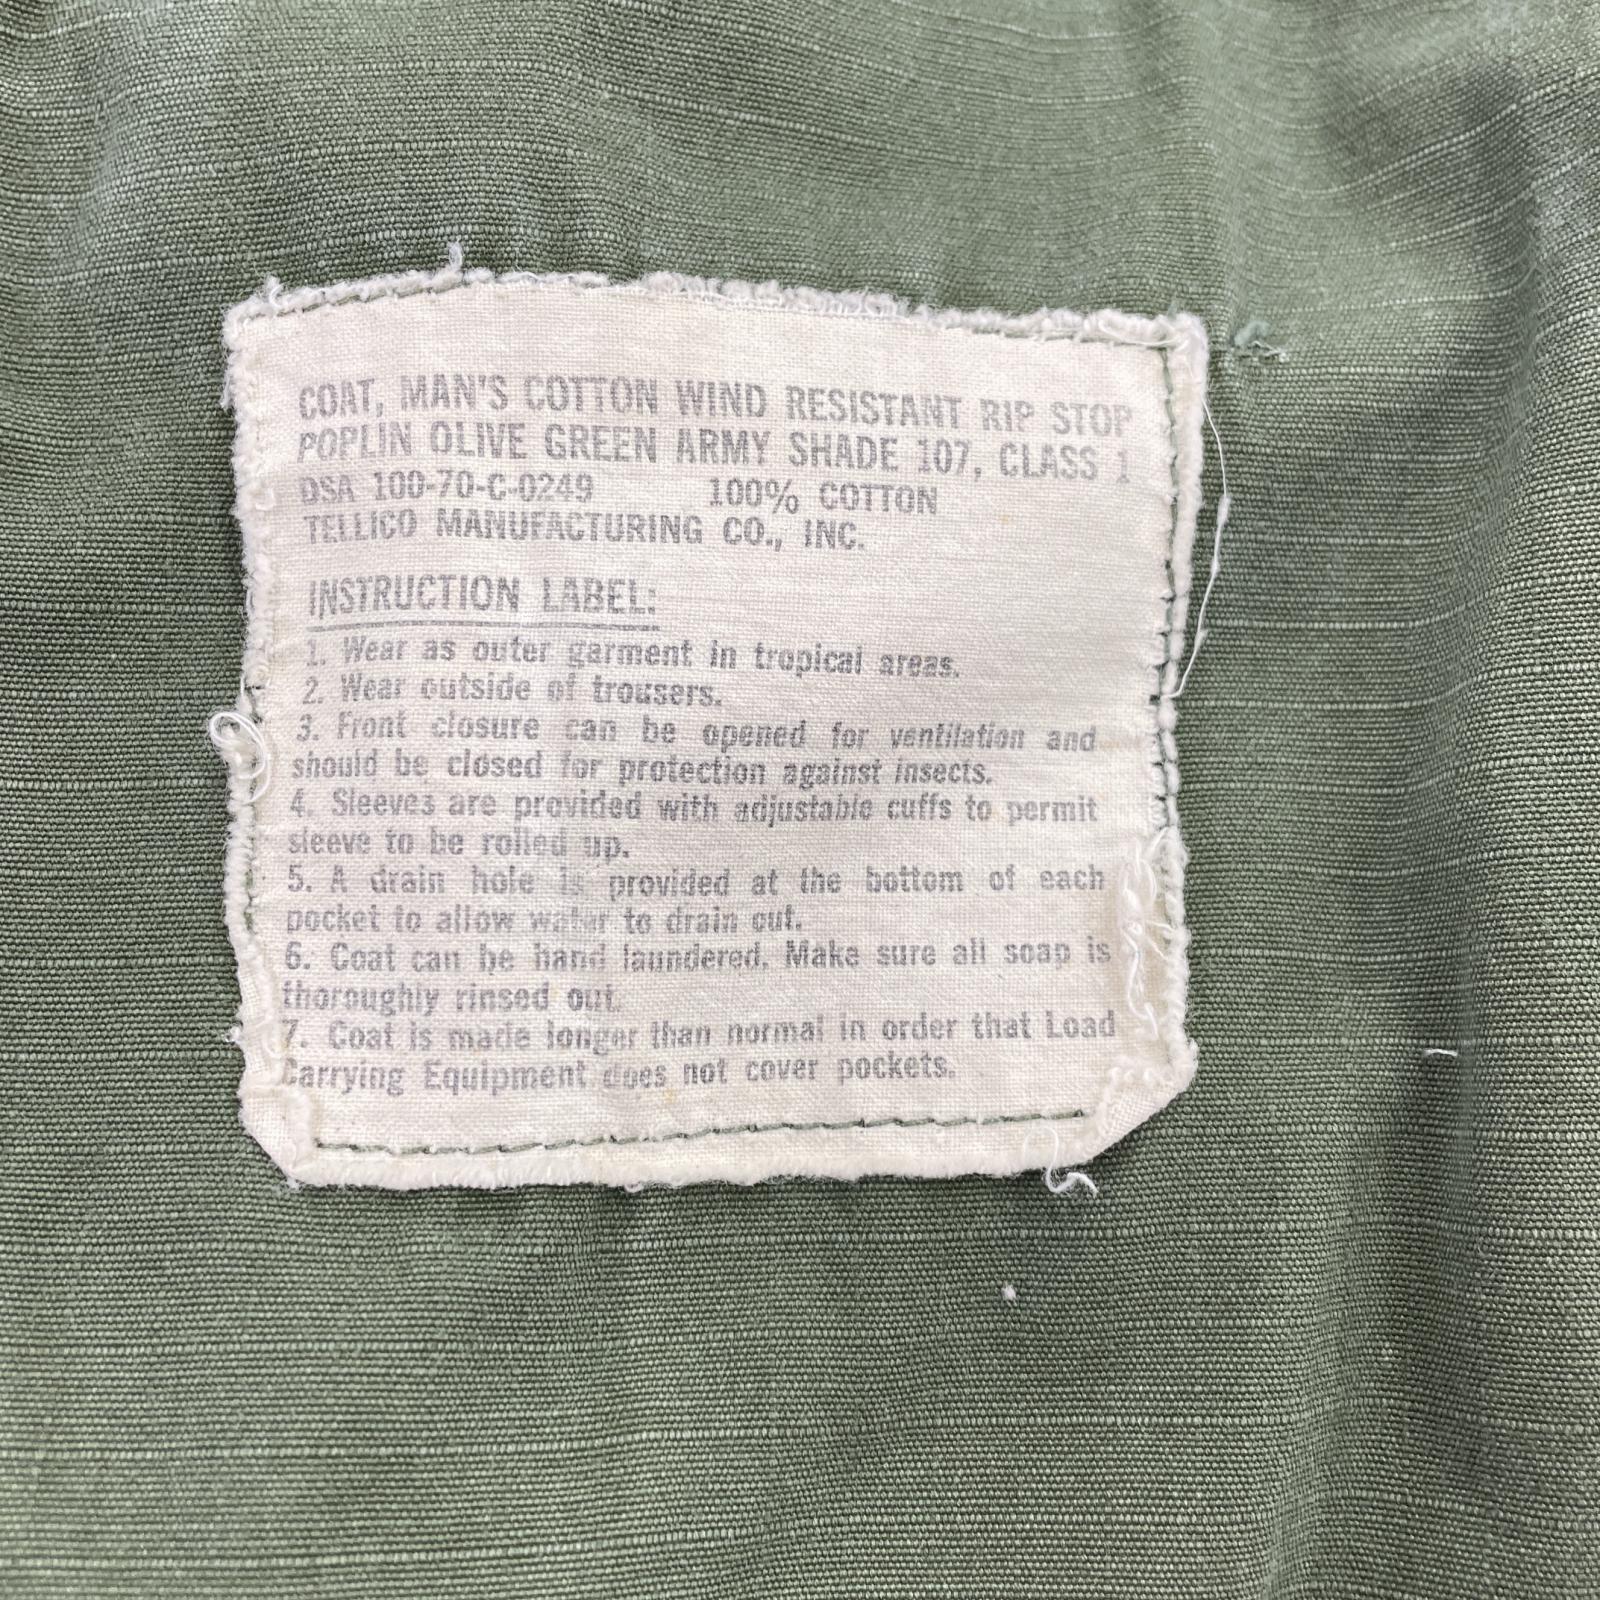 COAT, MAN'S COTTON WIND RESISTANT RIP STOP
POPLIN OLIVE GREEN ARMY SHADE 107, CLASS 1
DSA 100-70-C-0249 100% COTTON
TELLICO MANUFACTURING CO., INC.
INSTRUCTION LABEL:
1. Wear as outer garment in tropical areas.
2. Wear outside of trousers.
3. Front closure can be opened for ventilation and
should be closed for protection against insects.
4. Sleeves are provided with adjustable cuffs to permit
sleeve to be rolled up.
5. A drain hole is provided at the bottom of each
pocket to allow water to drain out.
6. Coat can be hand laundered. Make sure all soap is
thoroughly rinsed out.
7. Coat is made longer than normal in order that Load
Carrying Equipment does not cover pockets.